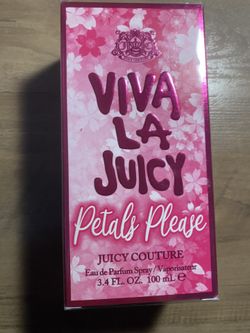 VIVA
LA
JUICY
Petals Please
JUICY COUTURE
Eau de Parfum Spray / Vaporisateur
3.4 FL. OZ. 100 mL ℮